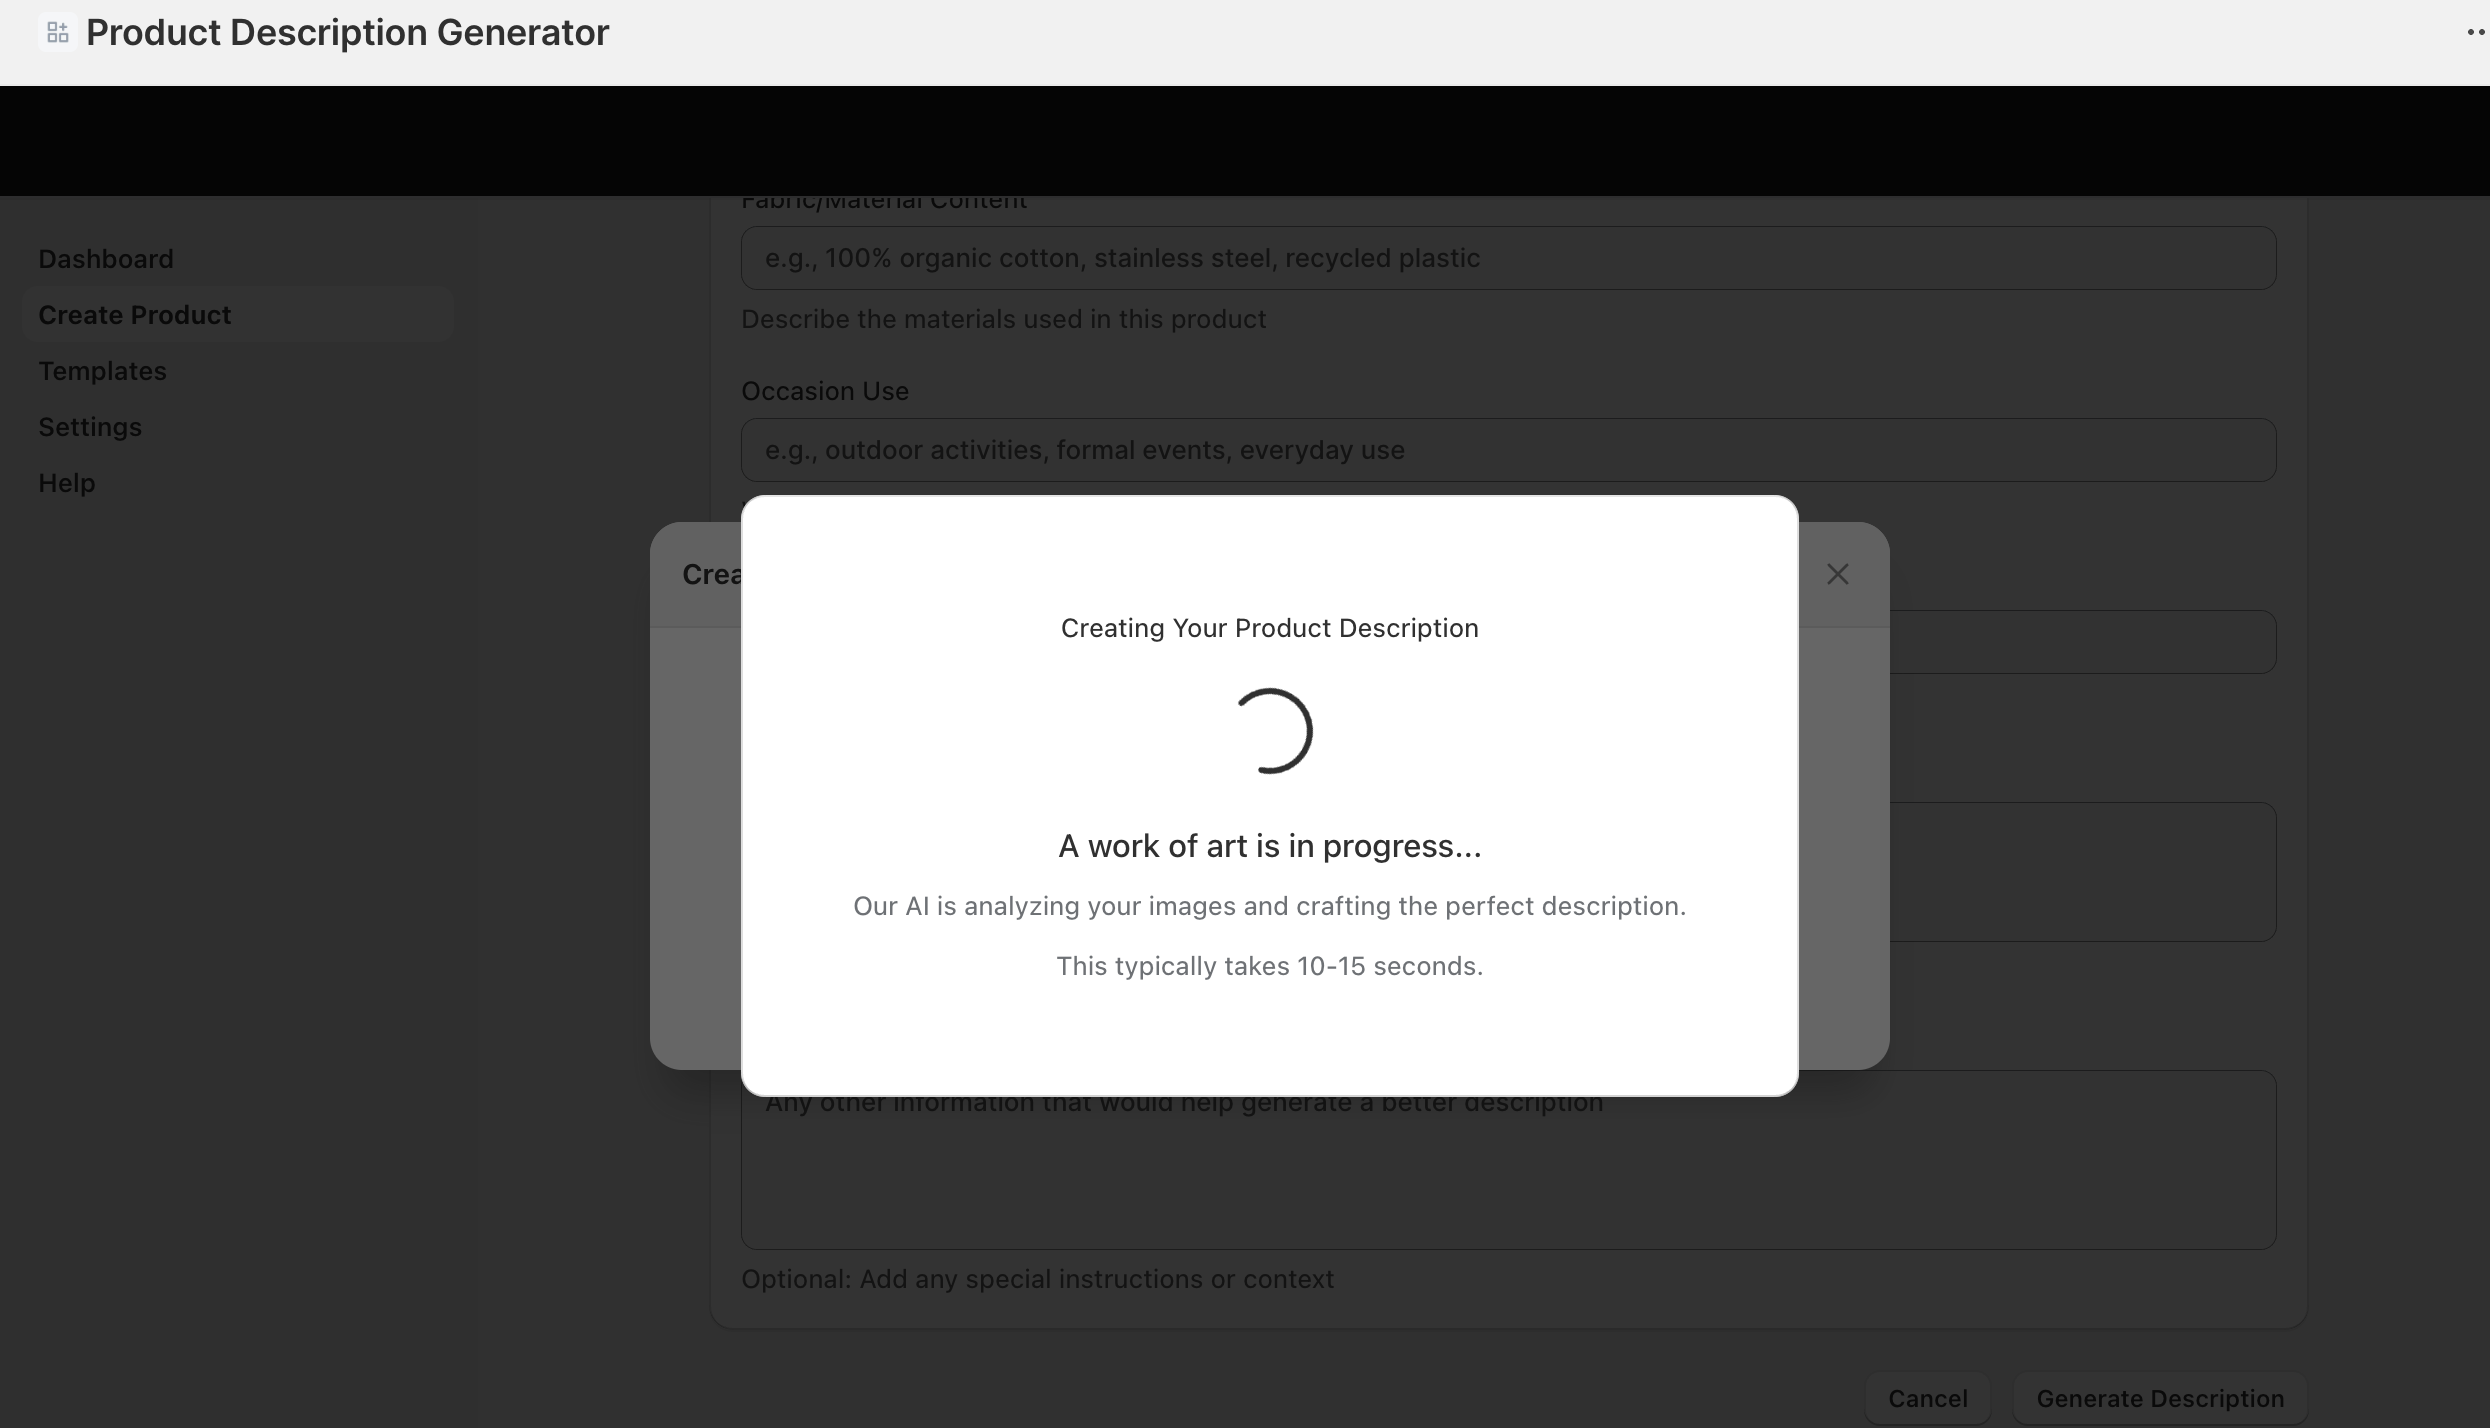 Product Description Generator
Dashboard
Create Product
Templates
Settings
Help
Fabric/Material Content
e.g., 100% organic cotton, stainless steel, recycled plastic
Describe the materials used in this product
Occasion Use
e.g., outdoor activities, formal events, everyday use
Crea
Creating Your Product Description
A work of art is in progress...
Our AI is analyzing your images and crafting the perfect description.
This typically takes 10-15 seconds.
Any other information that would help generate a better description
Optional: Add any special instructions or context
Cancel
Generate Description